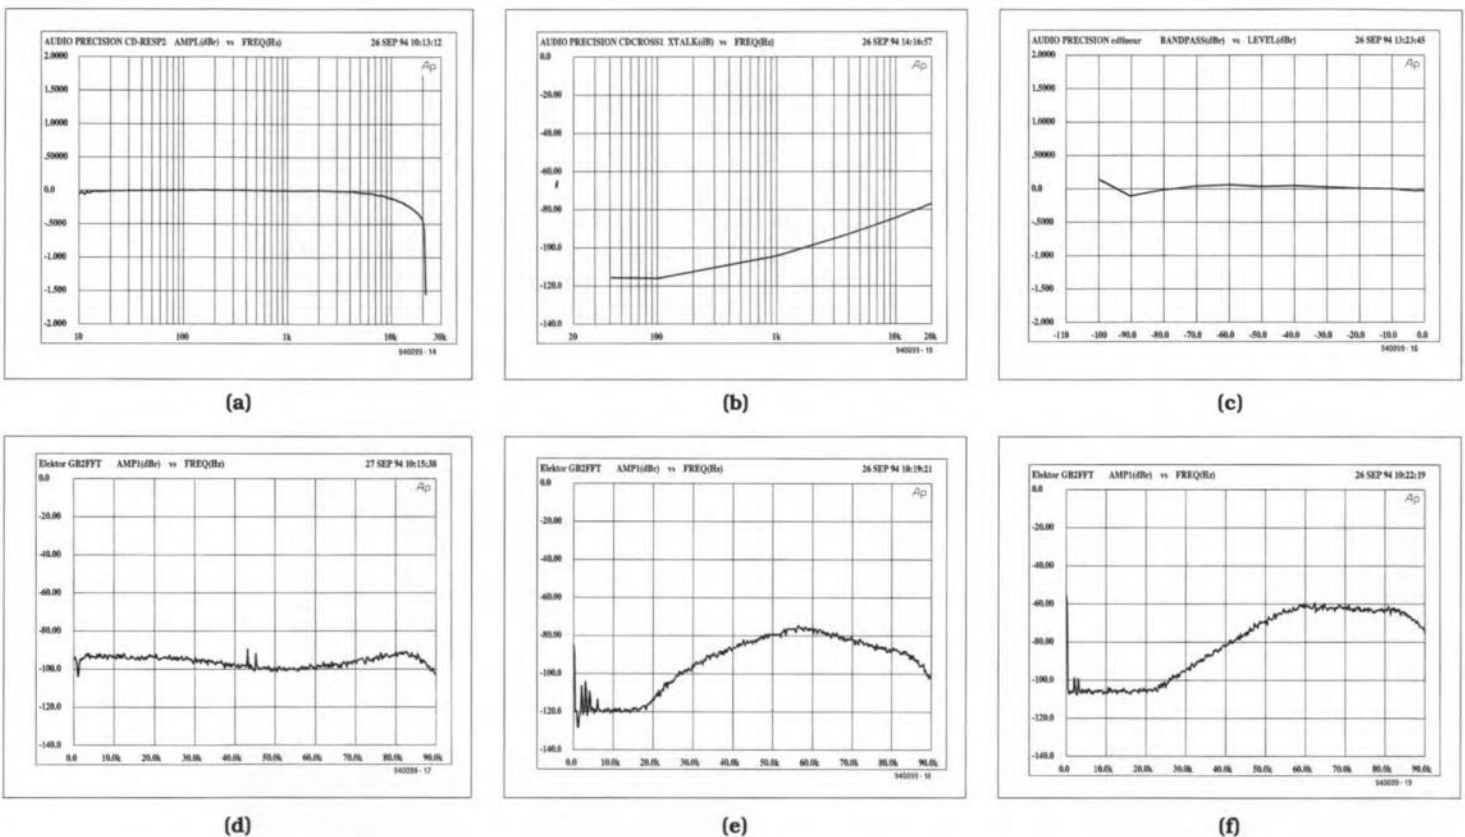 AUDIO PRECISION CD-RESP2 AMPL(dBr) vs FREQ(Hz) 26 SEP 94 10:13:12
2.0000
Ap
1.5000
1.0000
.50000
0.0
-.5000
-1.000
-1.500
-2.000
10 100 1k 10k 30k
940099 - 14
(a)
AUDIO PRECISION CDCROSS1 XTALK(dB) vs FREQ(Hz) 26 SEP 94 14:16:57
0.0
Ap
-20.00
-40.00
-60.00
-80.00
-100.0
-120.0
-140.0
20 100 1k 10k 20k
940099 - 15
(b)
AUDIO PRECISION cdlinear BANDPASS(dBr) vs LEVEL(dBr) 26 SEP 94 13:23:45
2.0000
Ap
1.5000
1.0000
.50000
0.0
-.5000
-1.000
-1.500
-2.000
-110 -100 -90.0 -80.0 -70.0 -60.0 -50.0 -40.0 -30.0 -20.0 -10.0 0.0
940099 - 16
(c)
Elektor GB2FFT AMP1(dBr) vs FREQ(Hz) 27 SEP 94 10:15:38
0.0
Ap
-20.00
-40.00
-60.00
-80.00
-100.0
-120.0
-140.0
0.0 10.0k 20.0k 30.0k 40.0k 50.0k 60.0k 70.0k 80.0k 90.0k
940099 - 17
(d)
Elektor GB2FFT AMP1(dBr) vs FREQ(Hz) 26 SEP 94 10:19:21
0.0
Ap
-20.00
-40.00
-60.00
-80.00
-100.0
-120.0
-140.0
0.0 10.0k 20.0k 30.0k 40.0k 50.0k 60.0k 70.0k 80.0k 90.0k
940099 - 18
(e)
Elektor GB2FFT AMP1(dBr) vs FREQ(Hz) 26 SEP 94 10:22:19
0.0
Ap
-20.00
-40.00
-60.00
-80.00
-100.0
-120.0
-140.0
0.0 10.0k 20.0k 30.0k 40.0k 50.0k 60.0k 70.0k 80.0k 90.0k
940099 - 19
(f)